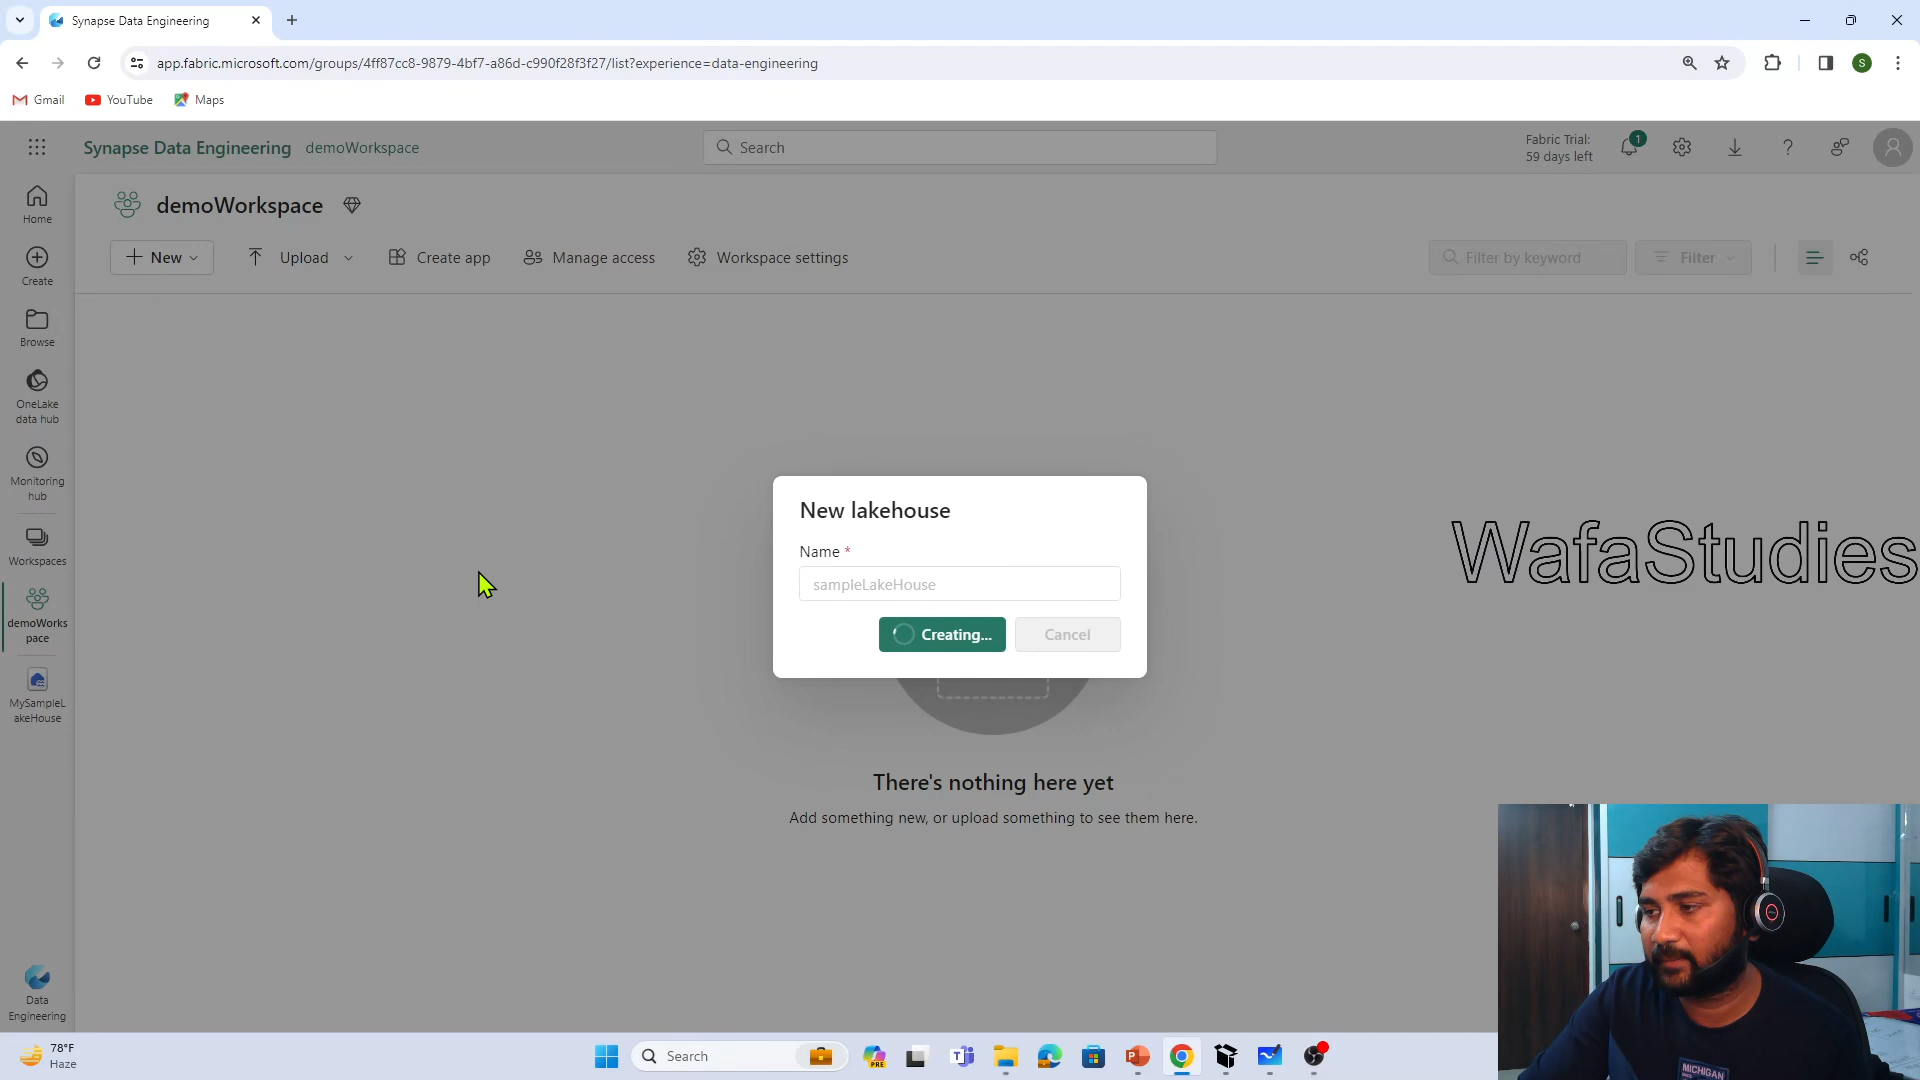 Synapse Data Engineering
app.fabric.microsoft.com/groups/4ff87cc8-9879-4bf7-a86d-c990f28f3f27/list?experience=data-engineering
Gmail
YouTube
Maps
S
Synapse Data Engineering
demoWorkspace
Search
Fabric Trial:
59 days left
1
Home
Create
Browse
OneLake
data hub
Monitoring
hub
Workspaces
demoWorks
pace
MySampleL
akeHouse
Data
Engineering
demoWorkspace
New
Upload
Create app
Manage access
Workspace settings
Filter by keyword
Filter
New lakehouse
Name *
sampleLakeHouse
Creating...
Cancel
There's nothing here yet
Add something new, or upload something to see them here.
WafaStudies
MICHIGAN
78°F
Haze
Search
PRE